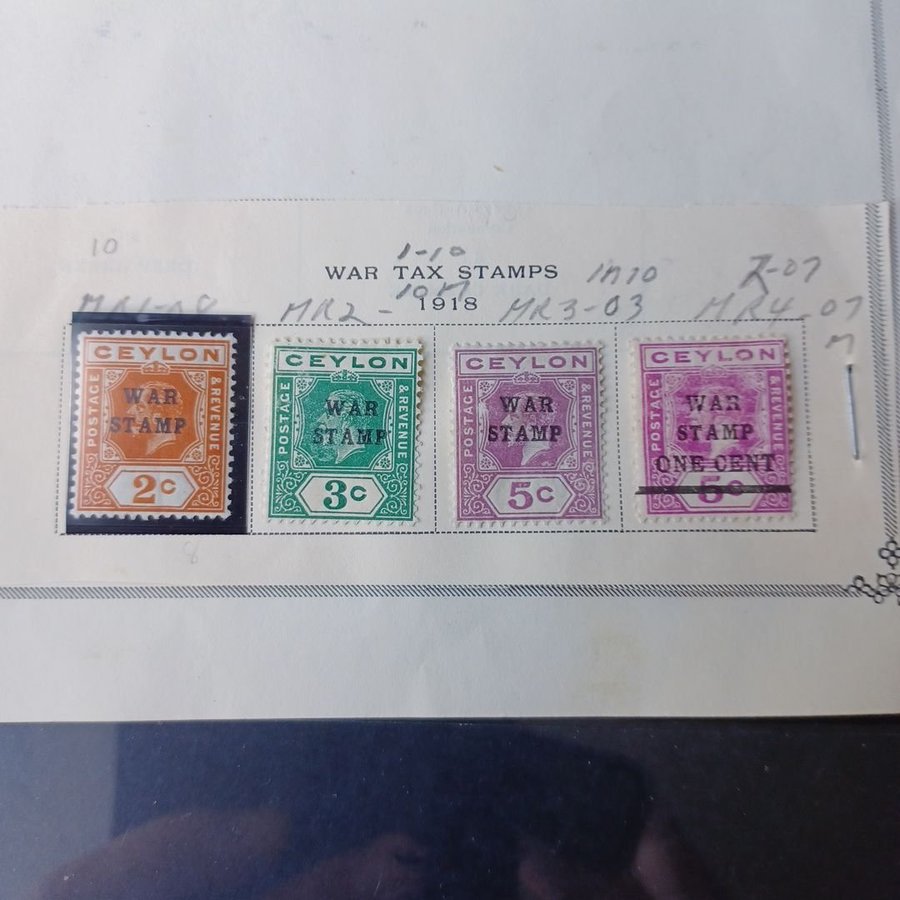 10
1-10
WAR TAX STAMPS
1M10
MR1-08
MR2-10M
1918
MR3-03
MR4-07
M
CEYLON
POSTAGE
& REVENUE
WAR
STAMP
2c
CEYLON
POSTAGE
& REVENUE
WAR
STAMP
3c
CEYLON
POSTAGE
& REVENUE
WAR
STAMP
5c
CEYLON
POSTAGE
& REVENUE
WAR
STAMP
ONE CENT
5c
8